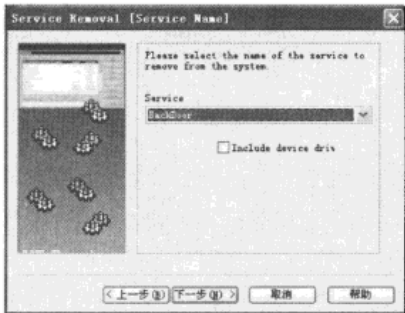 Service Removal [Service Name]
Please select the name of the service to
remove from the system.
Service
BackDoor
Include device driv
< 上一步(B)
下一步(N) >
取消
帮助